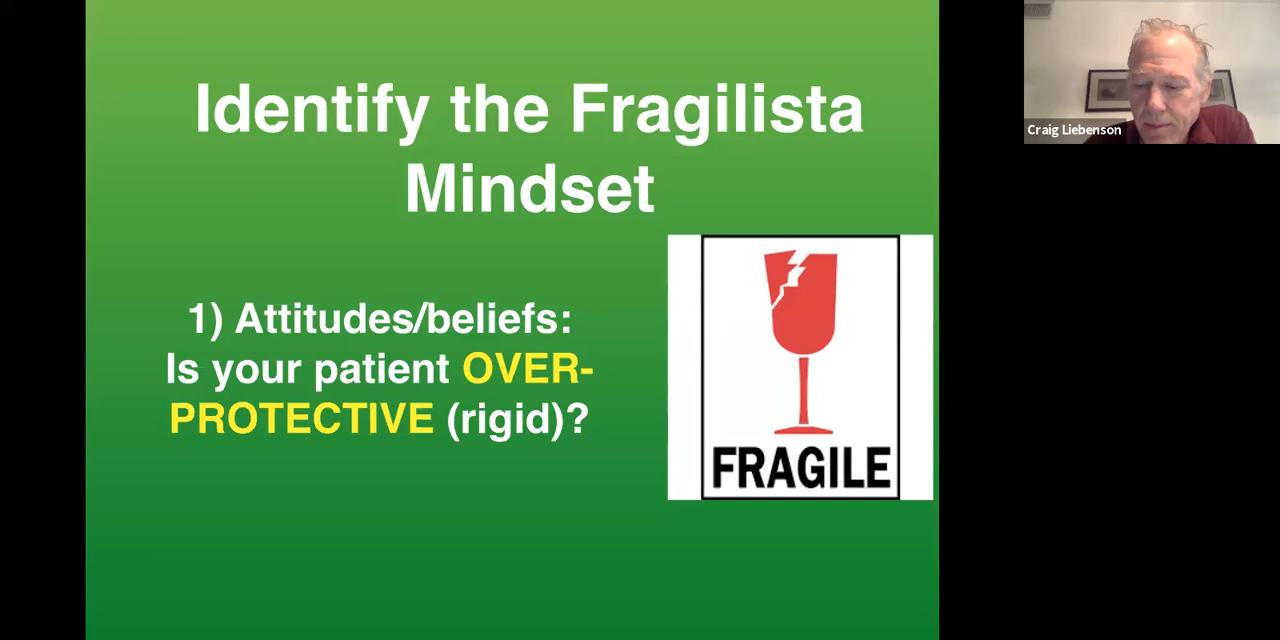 Identify the Fragilista
Mindset
1) Attitudes/beliefs:
Is your patient OVER-
PROTECTIVE (rigid)?
FRAGILE
Craig Liebenson